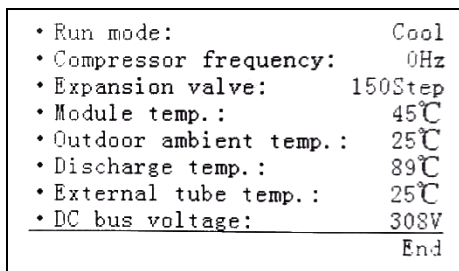 • Run mode: Cool
• Compressor frequency: 0Hz
• Expansion valve: 150Step
• Module temp.: 45℃
• Outdoor ambient temp.: 25℃
• Discharge temp.: 89℃
• External tube temp.: 25℃
• DC bus voltage: 308V
End